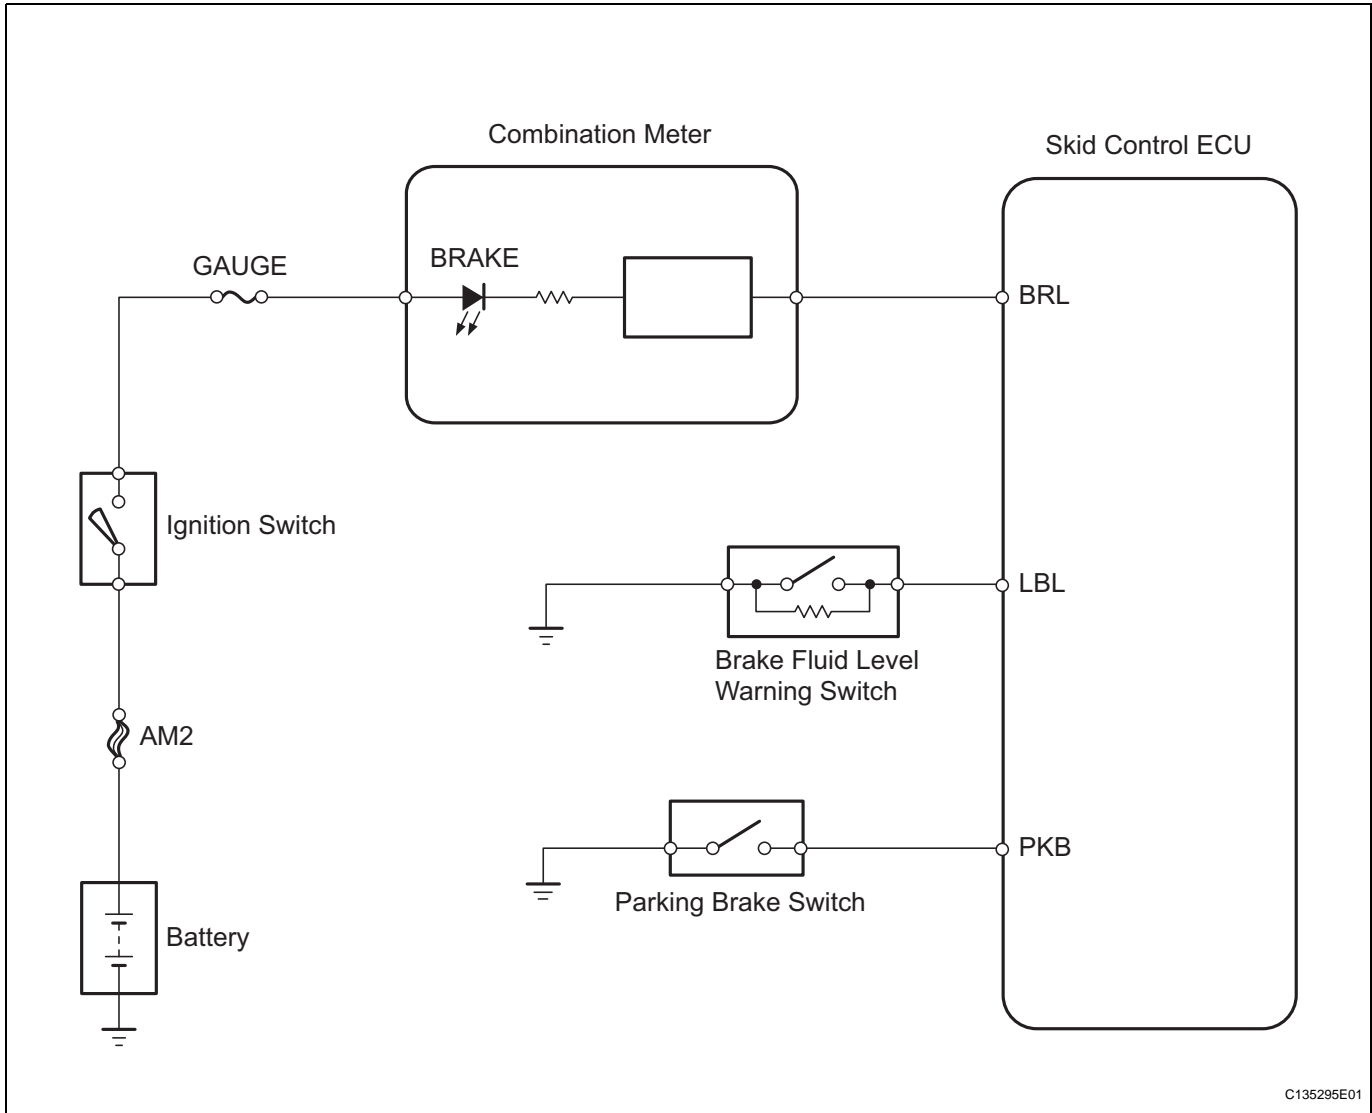 Combination Meter
Skid Control ECU
GAUGE
BRAKE
BRL
Ignition Switch
LBL
Brake Fluid Level
Warning Switch
AM2
PKB
Parking Brake Switch
Battery
C135295E01